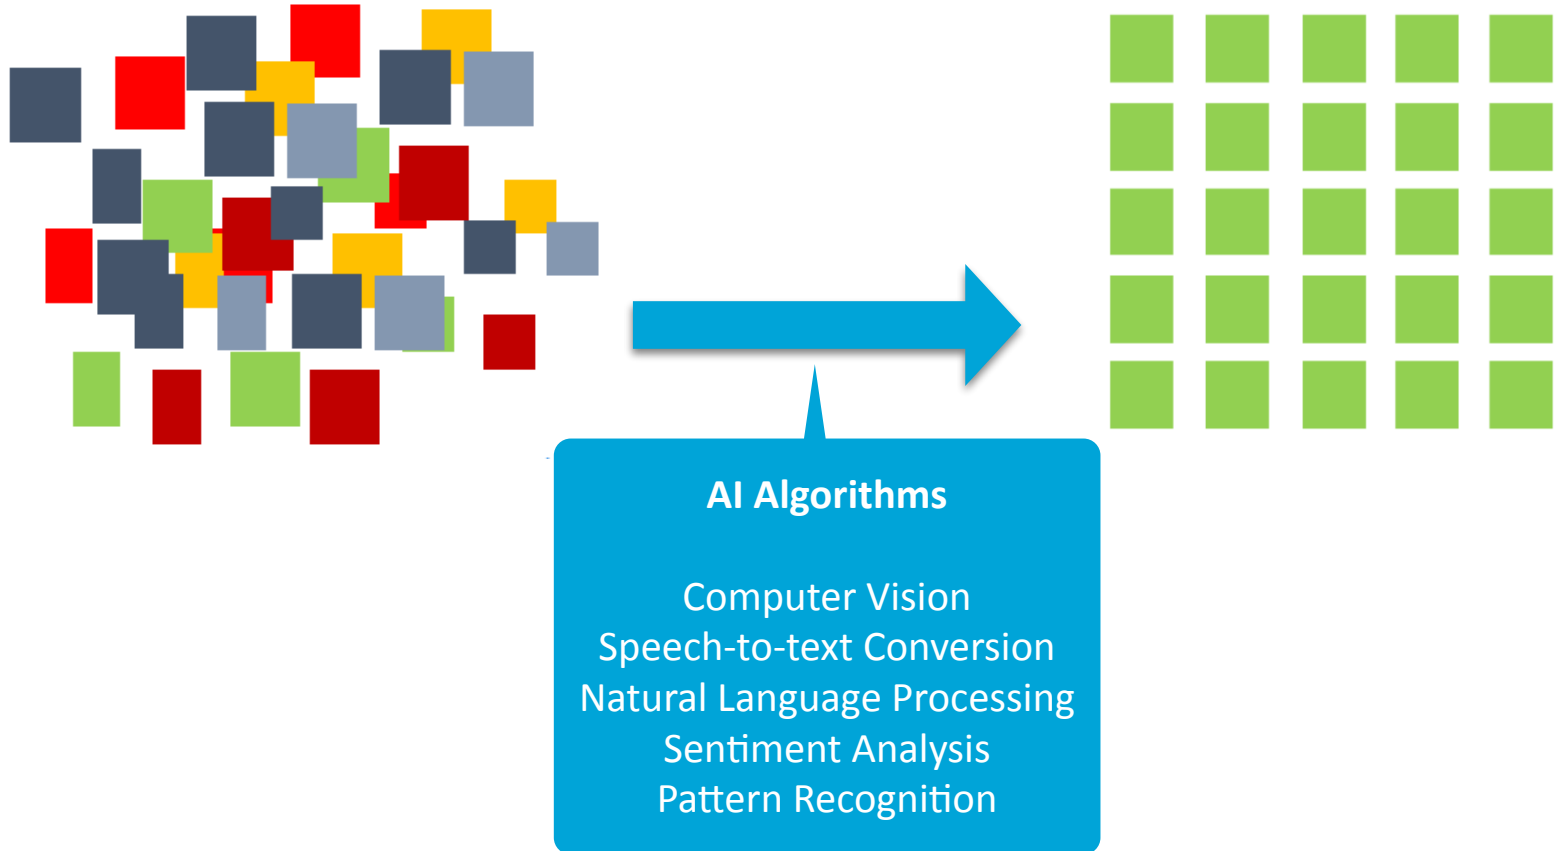 AI Algorithms
Computer Vision
Speech-to-text Conversion
Natural Language Processing
Sentiment Analysis
Pattern Recognition